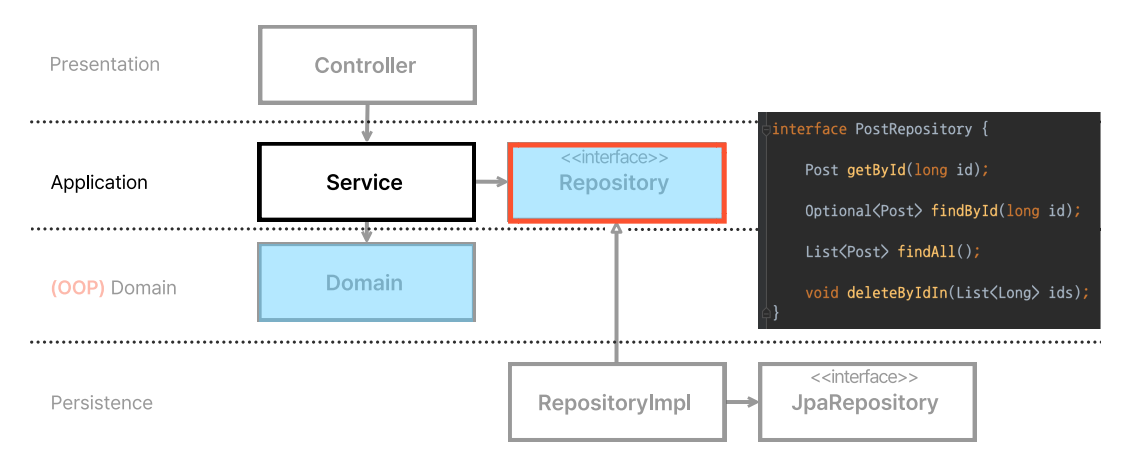 Presentation
Controller
Application
Service
<<interface>>
Repository
interface PostRepository {
Post getById(long id);
Optional<Post> findById(long id);
List<Post> findAll();
void deleteByIdIn(List<Long> ids);
}
(OOP) Domain
Domain
Persistence
RepositoryImpl
<<interface>>
JpaRepository